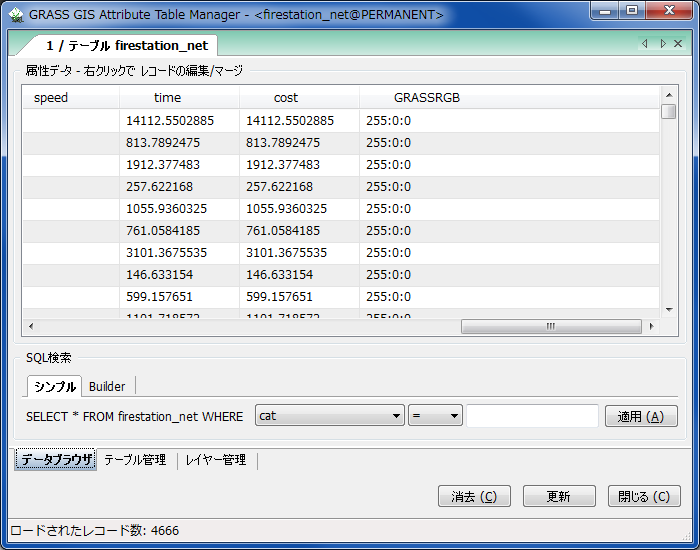 GRASS GIS Attribute Table Manager - <firestation_net@PERMANENT>
1 / テーブル firestation_net
属性データ - 右クリックで レコードの編集/マージ
speed time cost GRASSRGB
14112.5502885 14112.5502885 255:0:0
813.7892475 813.7892475 255:0:0
1912.377483 1912.377483 255:0:0
257.622168 257.622168 255:0:0
1055.9360325 1055.9360325 255:0:0
761.0584185 761.0584185 255:0:0
3101.3675535 3101.3675535 255:0:0
146.633154 146.633154 255:0:0
599.157651 599.157651 255:0:0
SQL検索
シンプル Builder
SELECT * FROM firestation_net WHERE cat = 適用 (A)
データブラウザ テーブル管理 レイヤー管理
消去 (C) 更新 閉じる (C)
ロードされたレコード数: 4666